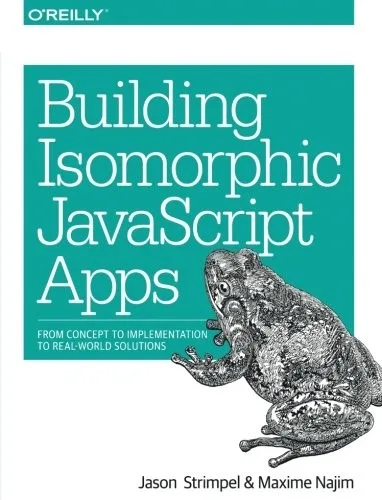 O'REILLY®
Building
Isomorphic
JavaScript
Apps
FROM CONCEPT TO IMPLEMENTATION
TO REAL-WORLD SOLUTIONS
Jason Strimpel & Maxime Najim